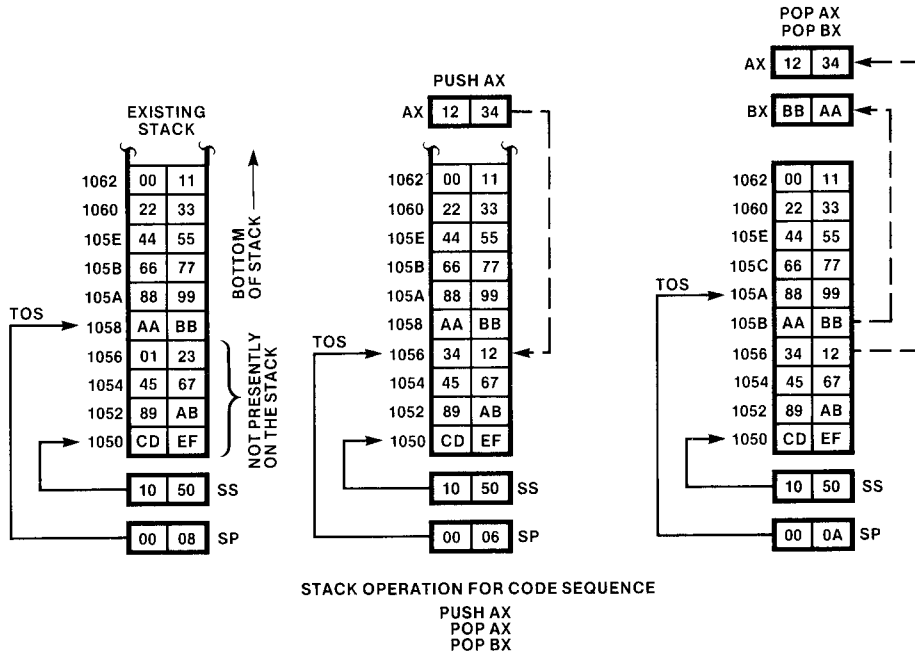 EXISTING
STACK
1062 00 11
1060 22 33
105E 44 55
105B 66 77
105A 88 99
TOS
1058 AA BB
1056 01 23
1054 45 67
1052 89 AB
1050 CD EF
BOTTOM
OF STACK
NOT PRESENTLY
ON THE STACK
10 50 SS
00 08 SP
PUSH AX
AX 12 34
1062 00 11
1060 22 33
105E 44 55
105B 66 77
105A 88 99
1058 AA BB
TOS
1056 34 12
1054 45 67
1052 89 AB
1050 CD EF
10 50 SS
00 06 SP
POP AX
POP BX
AX 12 34
BX BB AA
1062 00 11
1060 22 33
105E 44 55
105C 66 77
TOS
105A 88 99
105B AA BB
1056 34 12
1054 45 67
1052 89 AB
1050 CD EF
10 50 SS
00 0A SP
STACK OPERATION FOR CODE SEQUENCE
PUSH AX
POP AX
POP BX